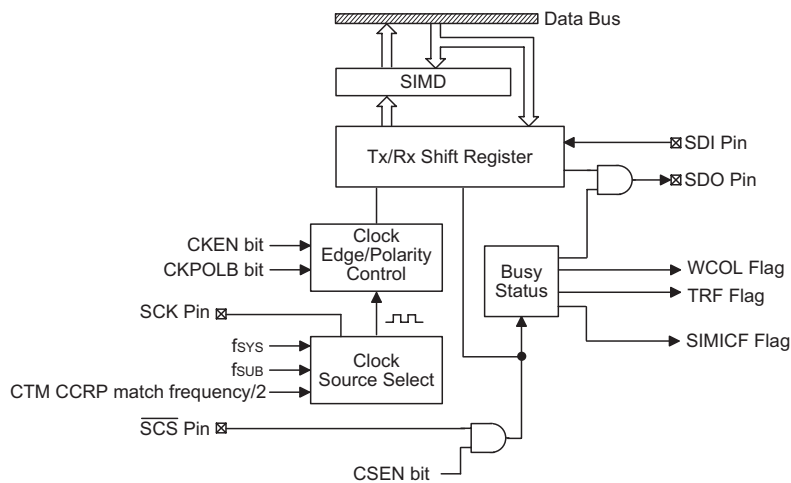 Data Bus
SIMD
Tx/Rx Shift Register
SDI Pin
SDO Pin
CKEN bit
CKPOLB bit
Clock
Edge/Polarity
Control
Busy
Status
WCOL Flag
TRF Flag
SIMICF Flag
SCK Pin
fSYS
fSUB
CTM CCRP match frequency/2
Clock
Source Select
SCS Pin
CSEN bit